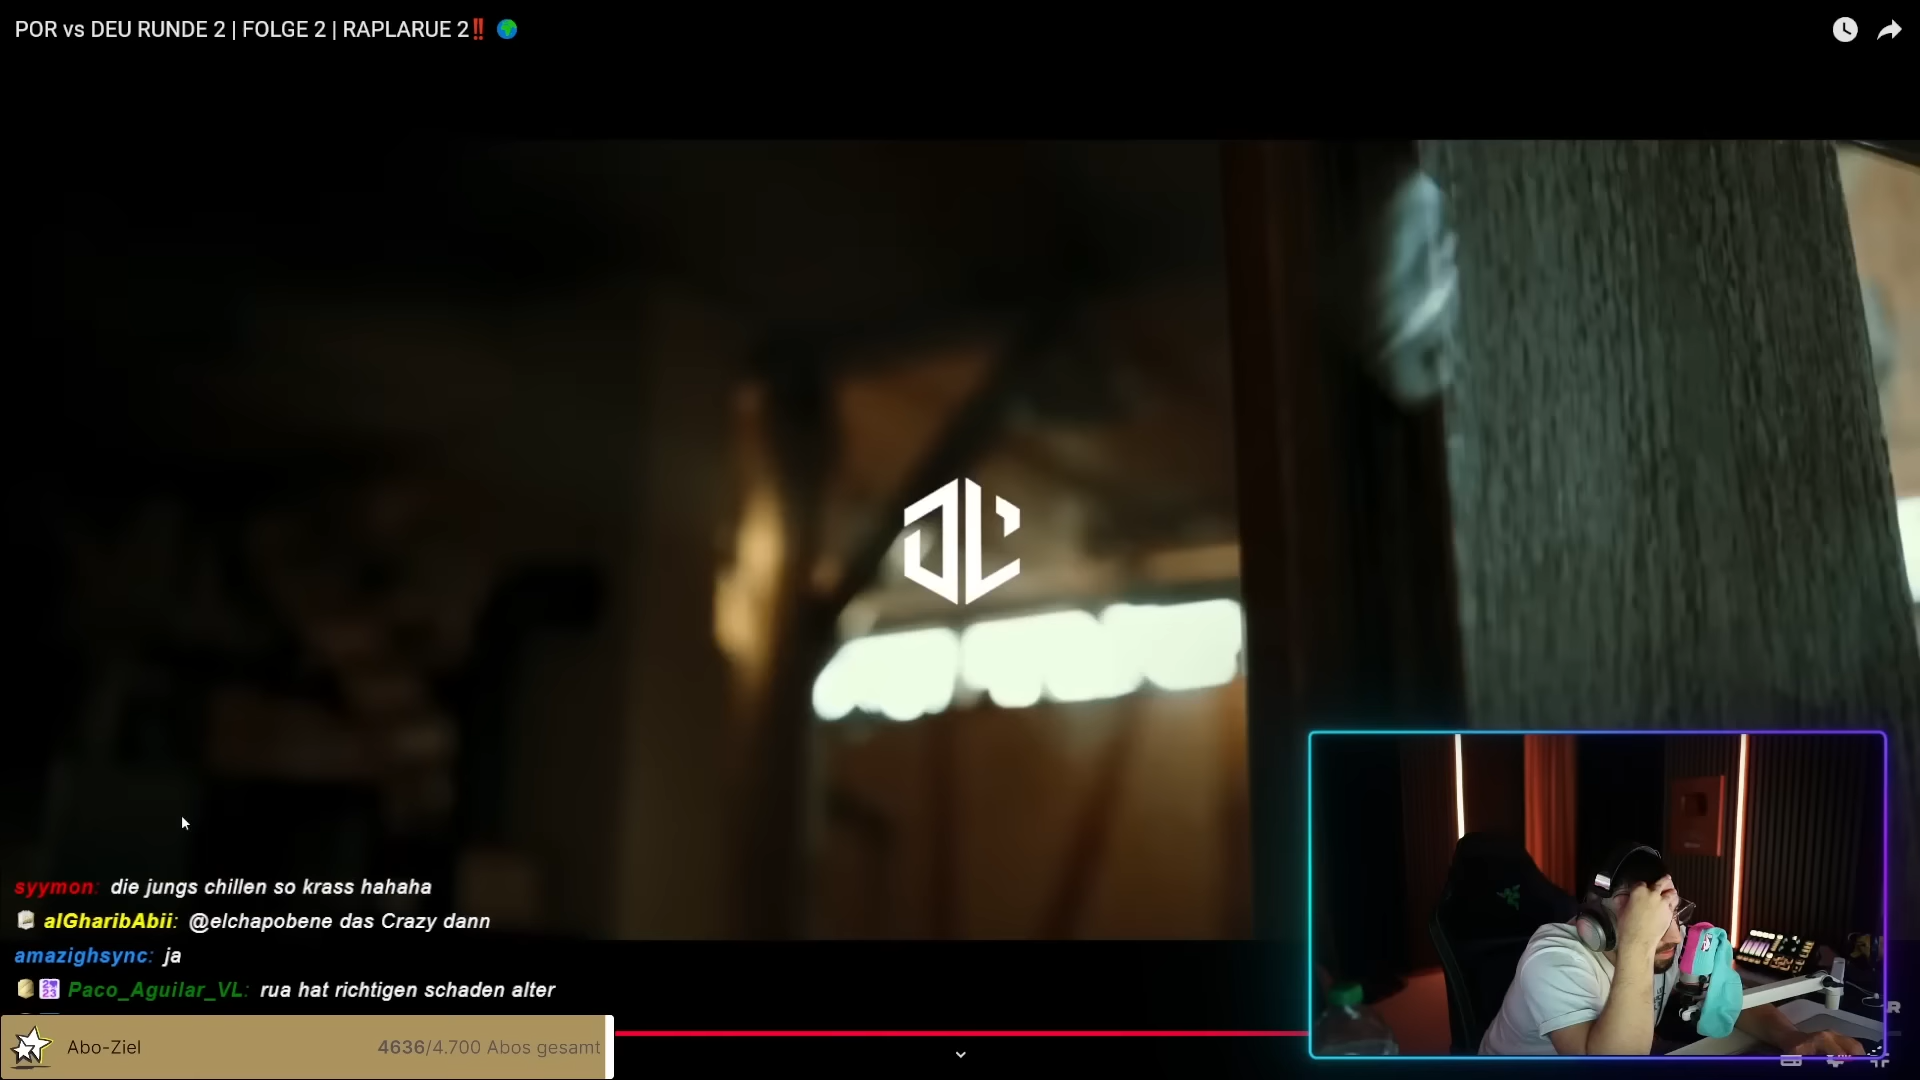 POR vs DEU RUNDE 2 | FOLGE 2 | RAPLARUE 2‼️ 🌍
syymon: die jungs chillen so krass hahaha
alGharibAbii: @elchapobene das Crazy dann
amazighsync: ja
Paco_Aguilar_VL: rua hat richtigen schaden alter
Abo-Ziel 4636/4.700 Abos gesamt